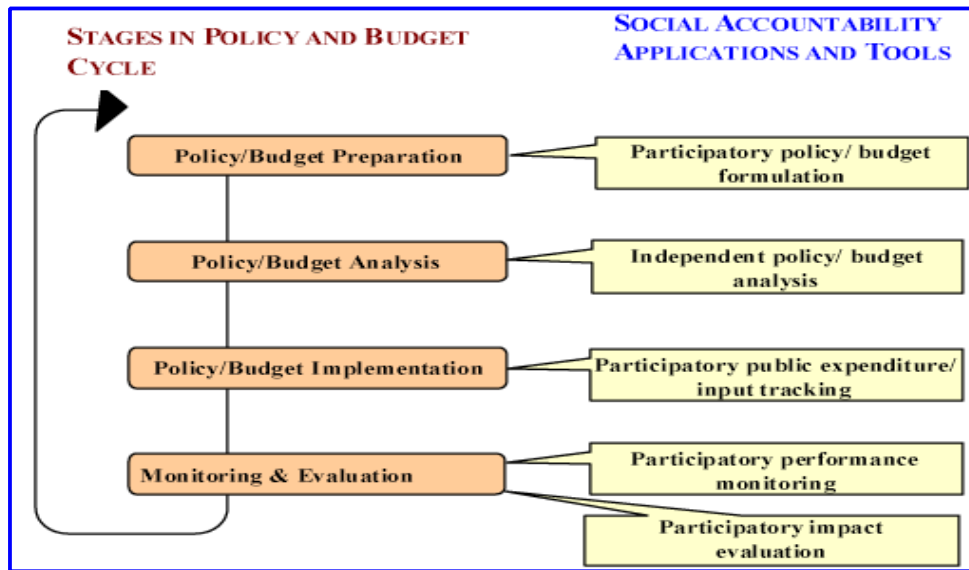 STAGES IN POLICY AND BUDGET
CYCLE
SOCIAL ACCOUNTABILITY
APPLICATIONS AND TOOLS
Policy/Budget Preparation
Participatory policy/ budget
formulation
Policy/Budget Analysis
Independent policy/ budget
analysis
Policy/Budget Implementation
Participatory public expenditure/
input tracking
Monitoring & Evaluation
Participatory performance
monitoring
Participatory impact
evaluation